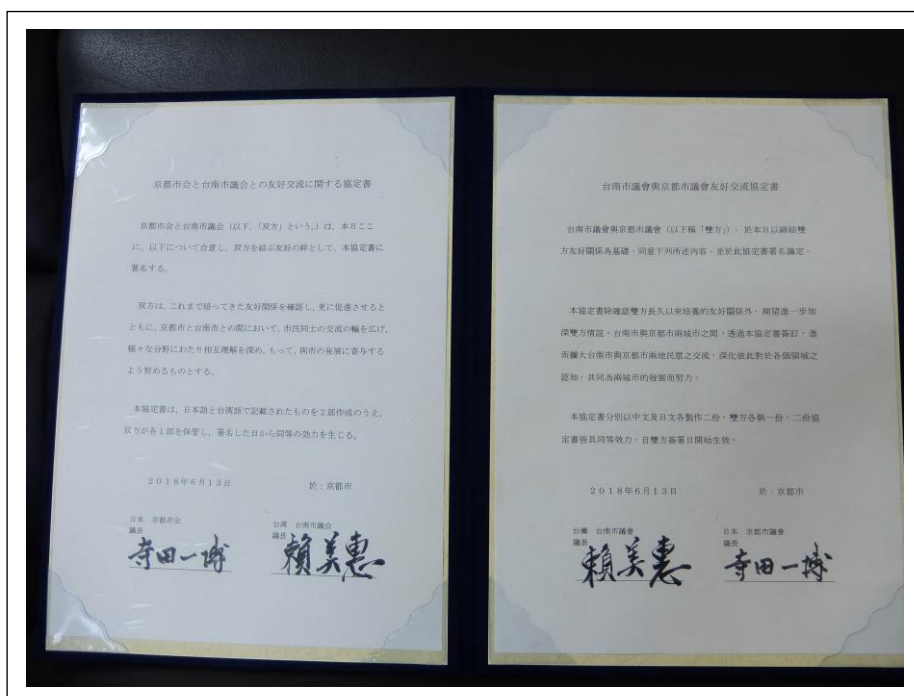 京都市会と台南市議会との友好交流に関する協定書
京都市会と台南市議会（以下、「双方」という。）は、本日ここ
に、以下について合意し、双方を結ぶ友好の絆として、本協定書に
署名する。
双方は、これまで培ってきた友好関係を確認し、更に促進させると
ともに、京都市と台南市との間において、市民同士の交流の輪を広げ、
様々な分野にわたり相互理解を深め、もって、両市の発展に寄与する
よう努めるものとする。
本協定書は、日本語と台湾語で記載されたものを２部作成のうえ、
双方が各１部を保管し、署名した日から同等の効力を生じる。
２０１８年６月１３日 於：京都市
日本 京都市会
議長
寺田一博
台湾 台南市議会
議長
賴美惠
台南市議會與京都市議會友好交流協定書
台南市議會與京都市議會（以下稱「雙方」），於本日以締結雙
方友好關係為基礎，同意下列所述內容，並於此協定書署名議定。
本協定書除確認雙方長久以來培養的友好關係外，期望進一步加
深雙方情誼。台南市與京都市兩城市之間，透過本協定書簽訂，進
而擴大台南市與京都市兩地民眾之交流，深化彼此對於各個領域之
認知，共同為兩城市的發展而努力。
本協定書分別以中文及日文各製作二份，雙方各執一份，二份協
定書皆具同等效力，自雙方簽署日開始生效。
２０１８年６月１３日 於：京都市
台灣 台南市議會
議長
賴美惠
日本 京都市議會
議長
寺田一博